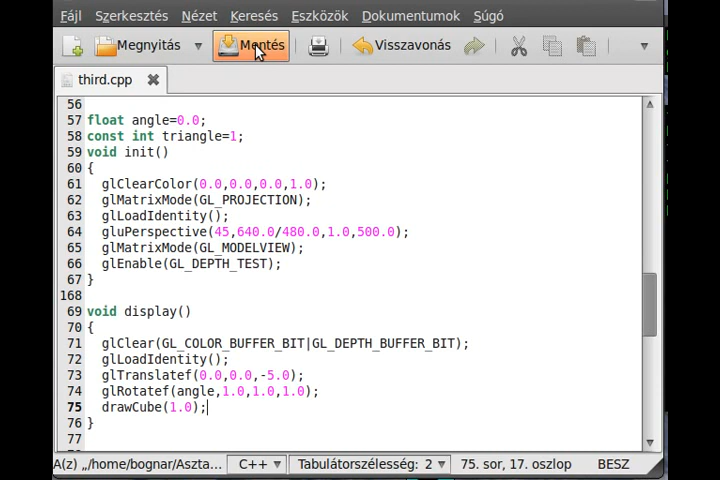 Fájl Szerkesztés Nézet Keresés Eszközök Dokumentumok Súgó
Megnyitás Mentés Visszavonás
third.cpp
56
57 float angle=0.0;
58 const int triangle=1;
59 void init()
60 {
61 glClearColor(0.0,0.0,0.0,1.0);
62 glMatrixMode(GL_PROJECTION);
63 glLoadIdentity();
64 gluPerspective(45,640.0/480.0,1.0,500.0);
65 glMatrixMode(GL_MODELVIEW);
66 glEnable(GL_DEPTH_TEST);
67 }
168
69 void display()
70 {
71 glClear(GL_COLOR_BUFFER_BIT|GL_DEPTH_BUFFER_BIT);
72 glLoadIdentity();
73 glTranslatef(0.0,0.0,-5.0);
74 glRotatef(angle,1.0,1.0,1.0);
75 drawCube(1.0);
76 }
77
A(z) „/home/bognar/Aszta... C++ Tabulátorszélesség: 2 75. sor, 17. oszlop BESZ